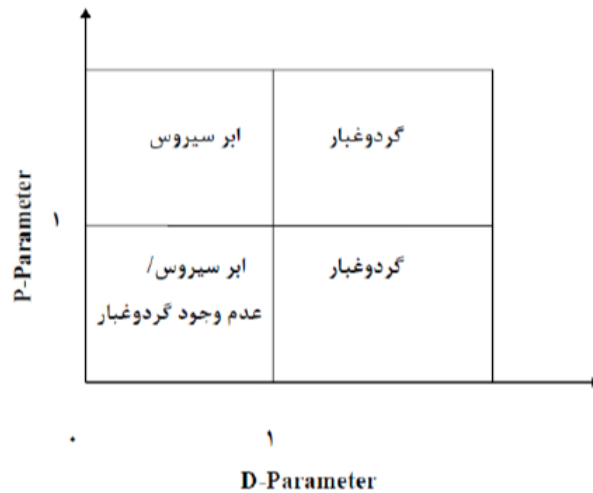 P-Parameter
ابر سیروس
گردوغبار
۱
ابر سیروس/
عدم وجود گردوغبار
گردوغبار
۰
۱
D-Parameter